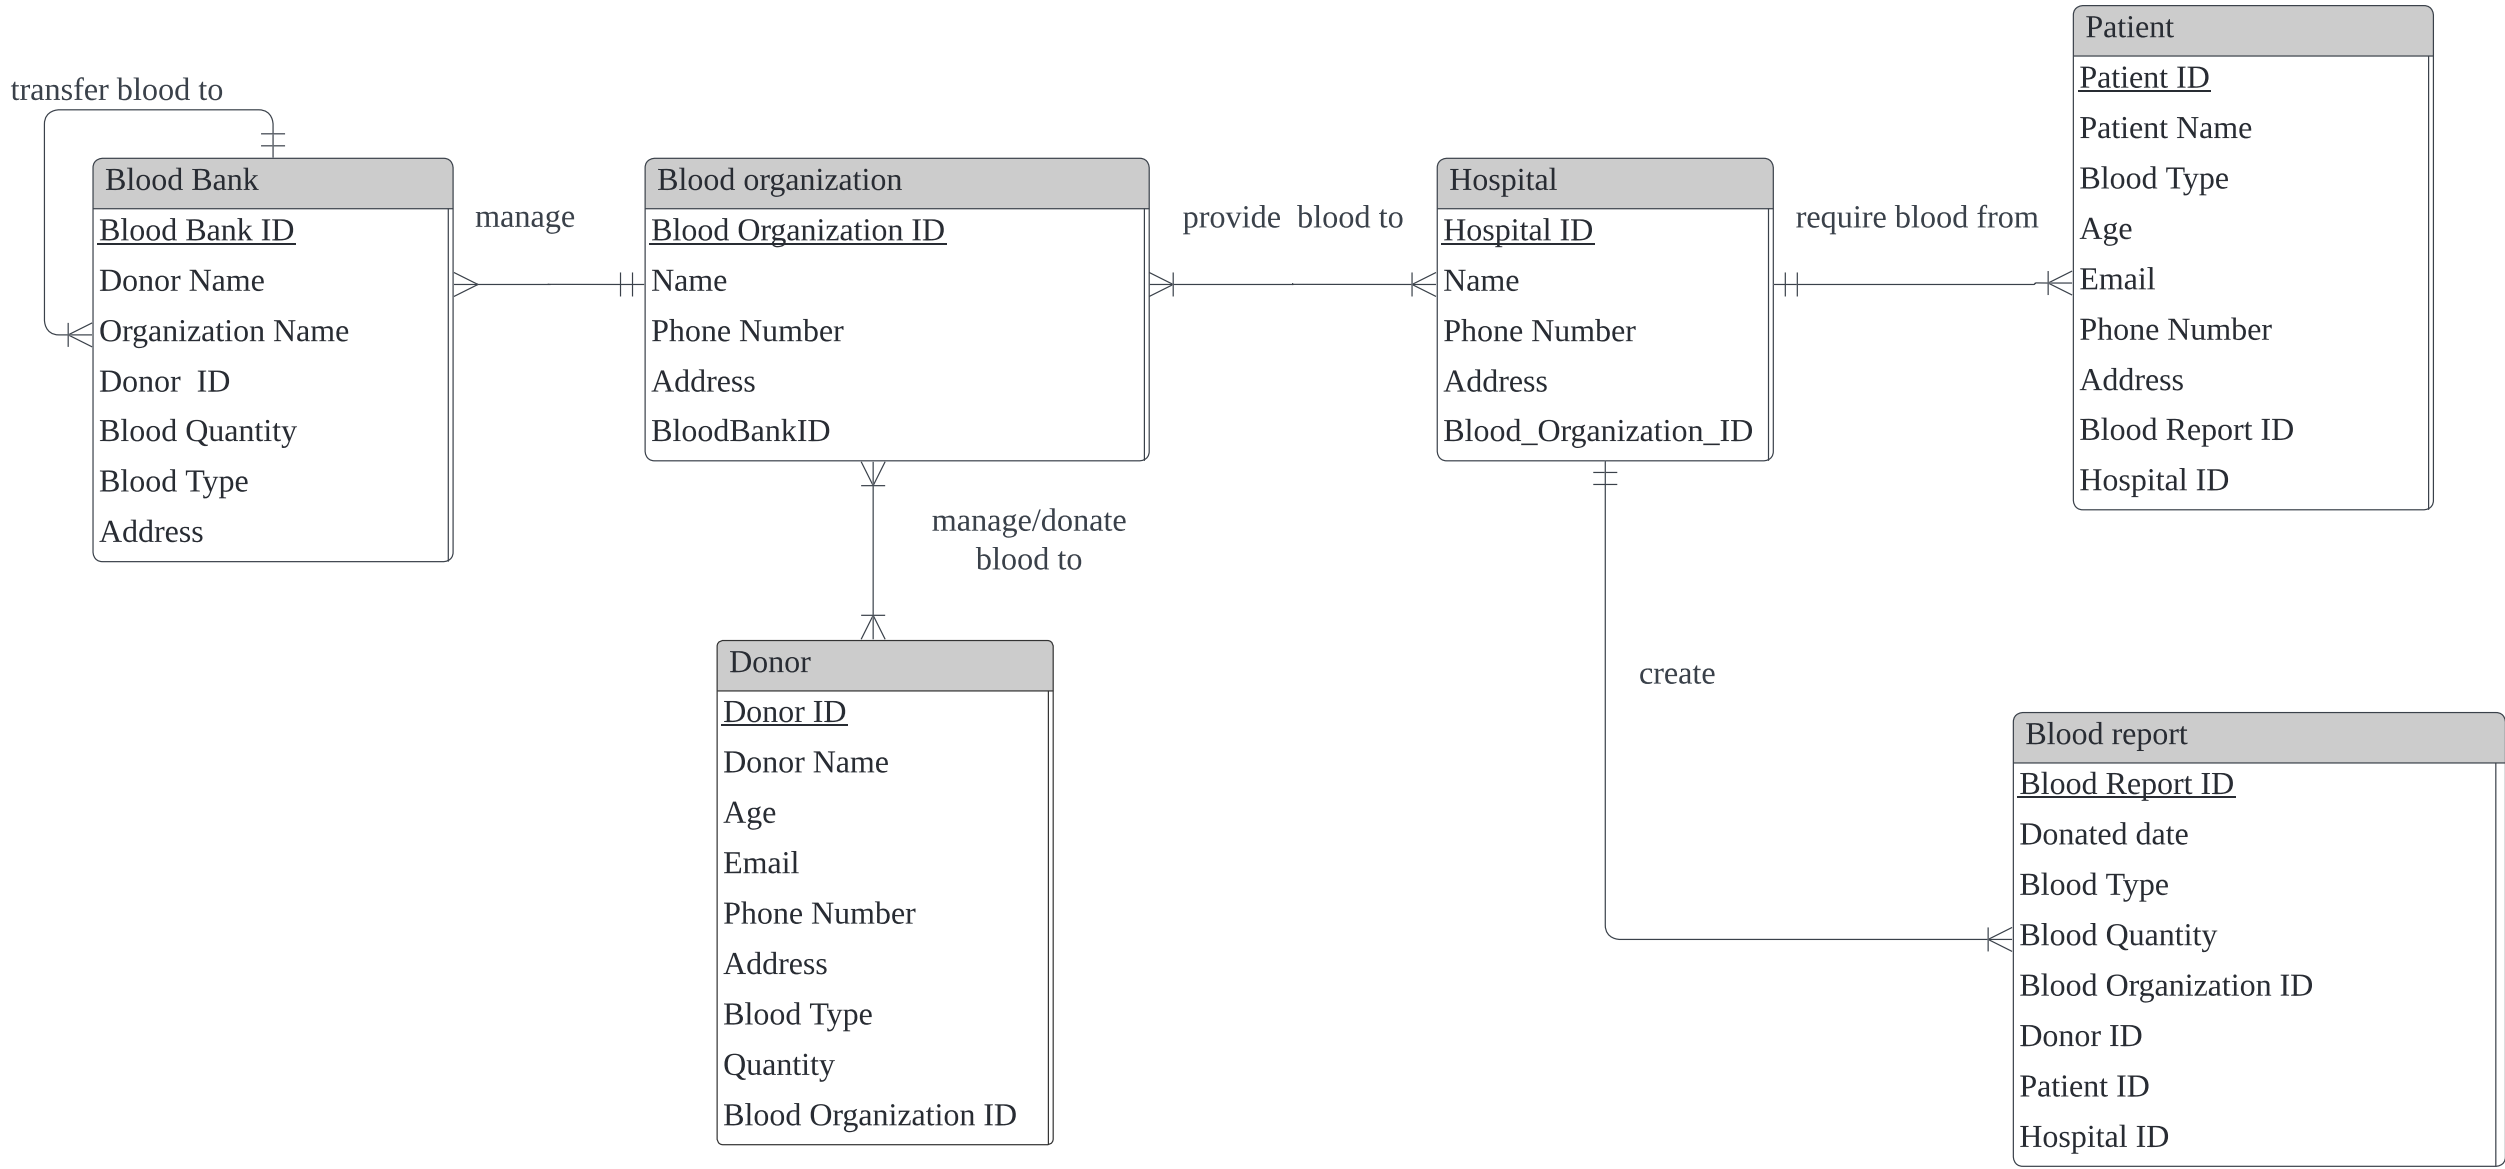 transfer blood to
Blood Bank
Blood Bank ID
Donor Name
Organization Name
Donor  ID
Blood Quantity
Blood Type
Address
manage
Blood organization
Blood Organization ID
Name
Phone Number
Address
BloodBankID
provide  blood to
Hospital
Hospital ID
Name
Phone Number
Address
Blood_Organization_ID
require blood from
Patient
Patient ID
Patient Name
Blood Type
Age
Email
Phone Number
Address
Blood Report ID
Hospital ID
manage/donate
blood to
Donor
Donor ID
Donor Name
Age
Email
Phone Number
Address
Blood Type
Quantity
Blood Organization ID
create
Blood report
Blood Report ID
Donated date
Blood Type
Blood Quantity
Blood Organization ID
Donor ID
Patient ID
Hospital ID